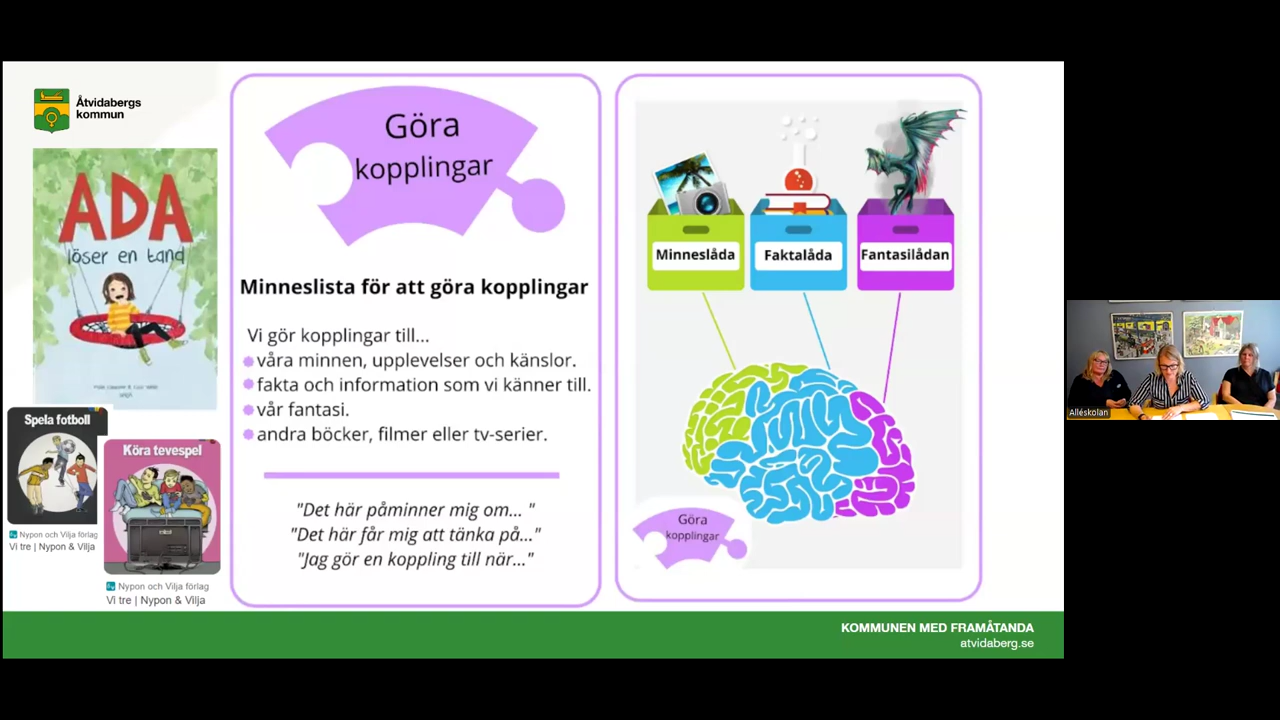 Åtvidabergs
kommun
ADA
löser en tand
Spela fotboll
Köra tevespel
Nypon och Vilja förlag
Vi tre | Nypon & Vilja
Nypon och Vilja förlag
Vi tre | Nypon & Vilja
Göra
kopplingar
Minneslista för att göra kopplingar
Vi gör kopplingar till...
våra minnen, upplevelser och känslor.
fakta och information som vi känner till.
vår fantasi.
andra böcker, filmer eller tv-serier.
"Det här påminner mig om... "
"Det här får mig att tänka på..."
"Jag gör en koppling till när..."
Minneslåda
Faktalåda
Fantasilådan
Göra
kopplingar
KOMMUNEN MED FRAMÅTANDA
atvidaberg.se
Alléskolan